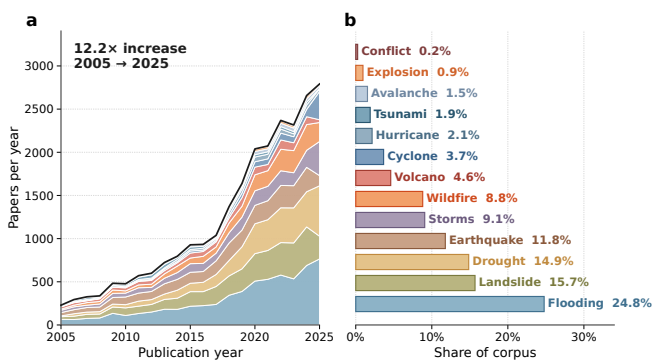 a
12.2× increase
2005 → 2025
Papers per year
3000
2500
2000
1500
1000
500
0
2005 2010 2015 2020 2025
Publication year
b
Conflict 0.2%
Explosion 0.9%
Avalanche 1.5%
Tsunami 1.9%
Hurricane 2.1%
Cyclone 3.7%
Volcano 4.6%
Wildfire 8.8%
Storms 9.1%
Earthquake 11.8%
Drought 14.9%
Landslide 15.7%
Flooding 24.8%
0% 10% 20% 30%
Share of corpus